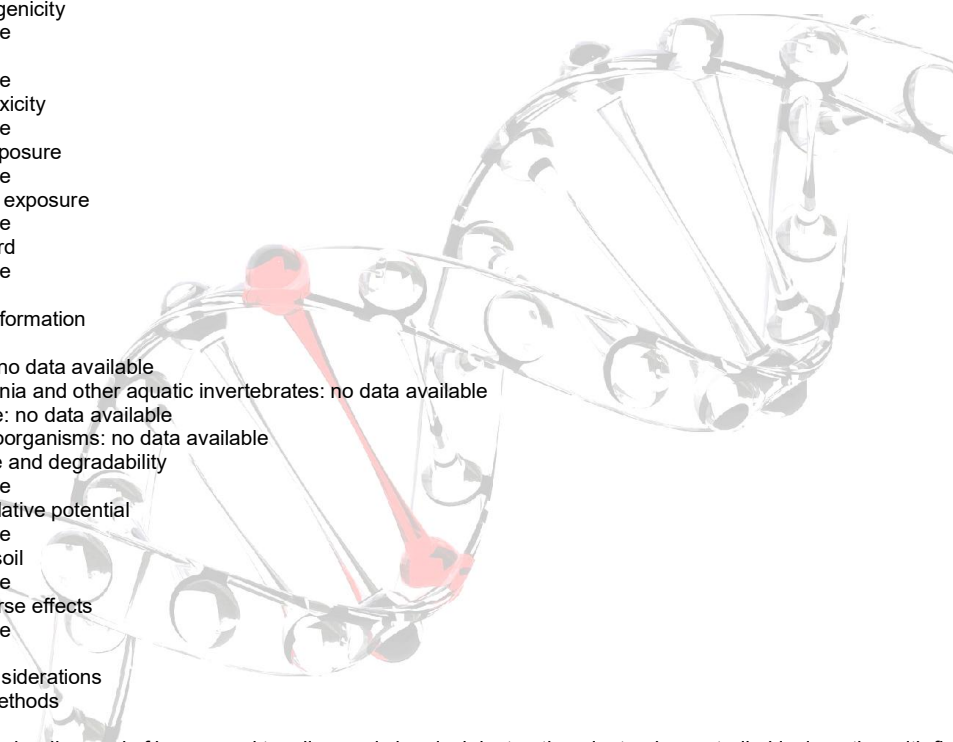 genicity
e
e
xicity
e
posure
e
exposure
e
rd
e
formation
no data available
nia and other aquatic invertebrates: no data available
e: no data available
oorganisms: no data available
e and degradability
e
lative potential
e
soil
e
rse effects
e
siderations
ethods